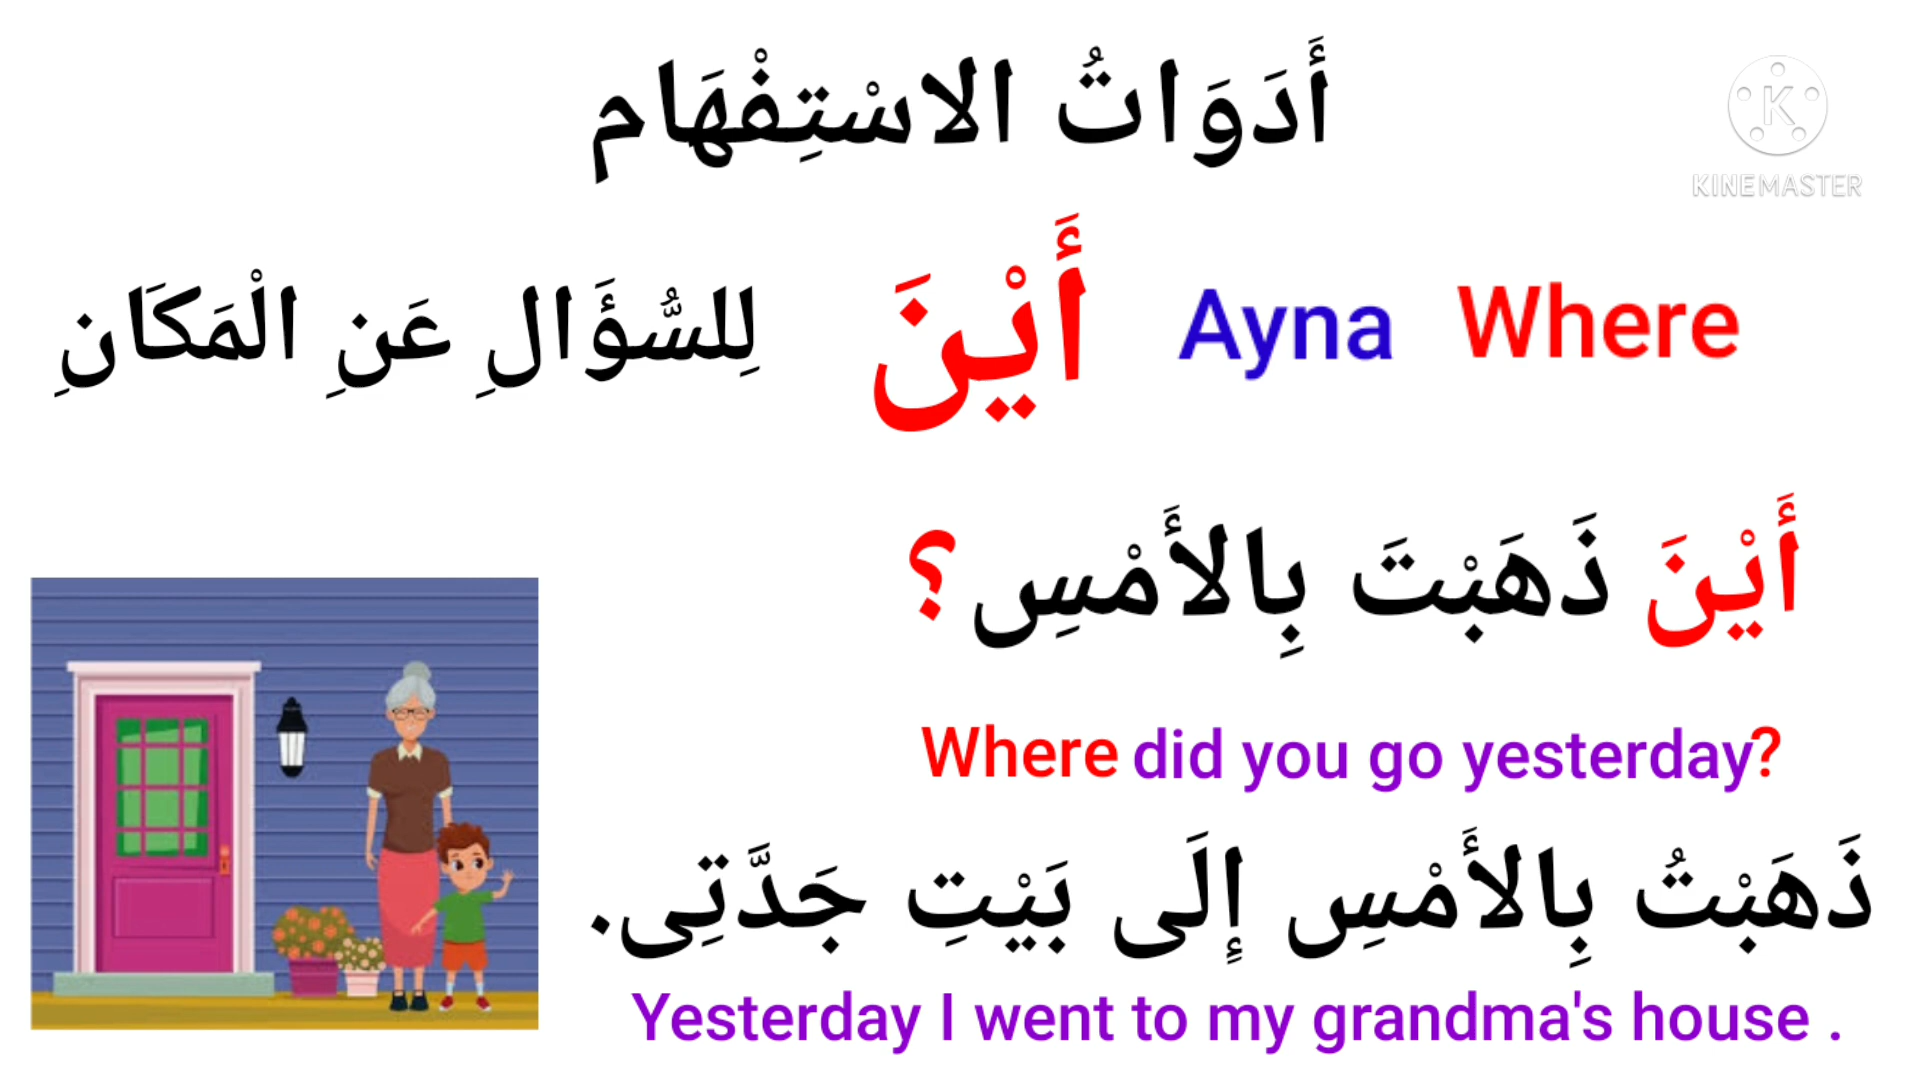 أَدَوَاتُ الاسْتِفْهَام
KINEMASTER
Where Ayna أَيْنَ لِلسُّؤَالِ عَنِ الْمَكَانِ
أَيْنَ ذَهَبْتَ بِالأَمْسِ؟
Where did you go yesterday?
ذَهَبْتُ بِالأَمْسِ إِلَى بَيْتِ جَدَّتِى.
Yesterday I went to my grandma's house .